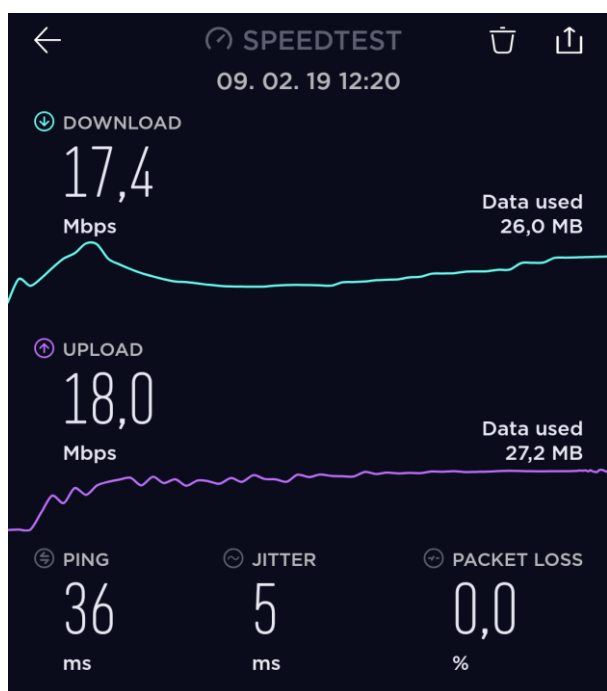 SPEEDTEST
09. 02. 19 12:20
DOWNLOAD
17,4
Mbps
Data used
26,0 MB
UPLOAD
18,0
Mbps
Data used
27,2 MB
PING JITTER PACKET LOSS
36 5 0,0
ms ms %